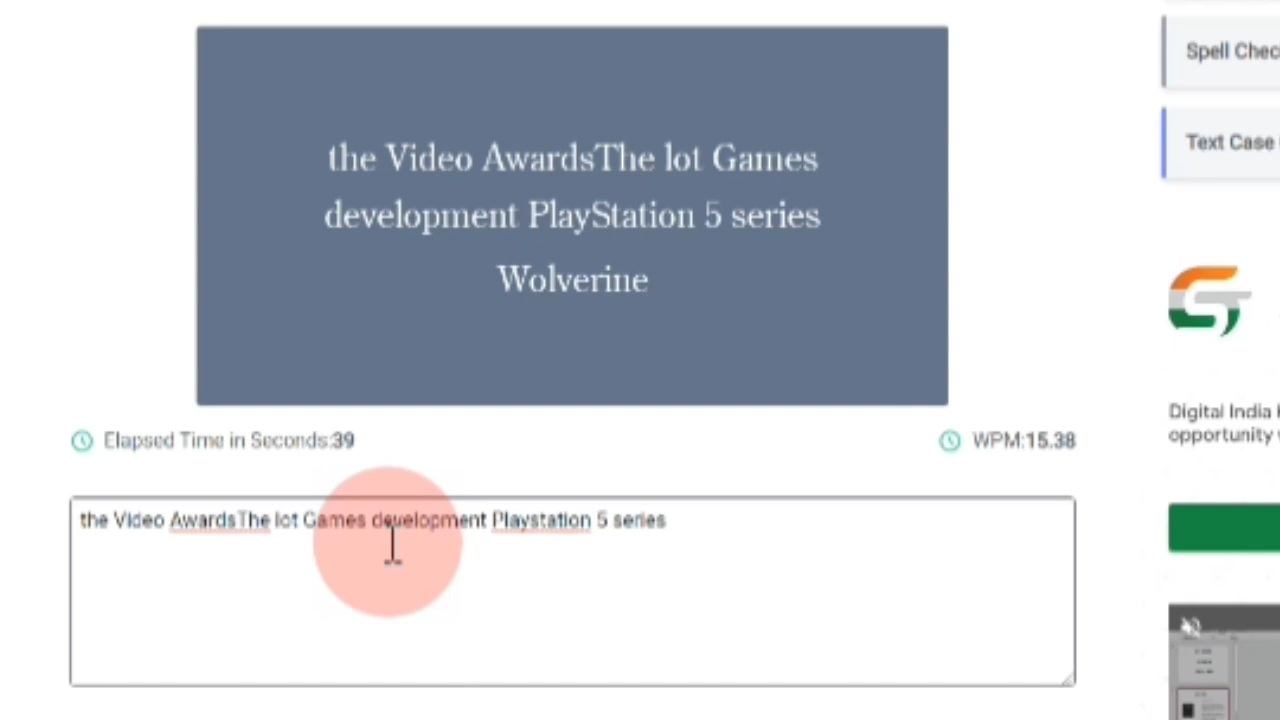 the Video AwardsThe lot Games
development PlayStation 5 series
Wolverine
Elapsed Time in Seconds:39
WPM:15.38
the Video AwardsThe lot Games development Playstation 5 series
Spell Chec
Text Case
Digital India
opportunity